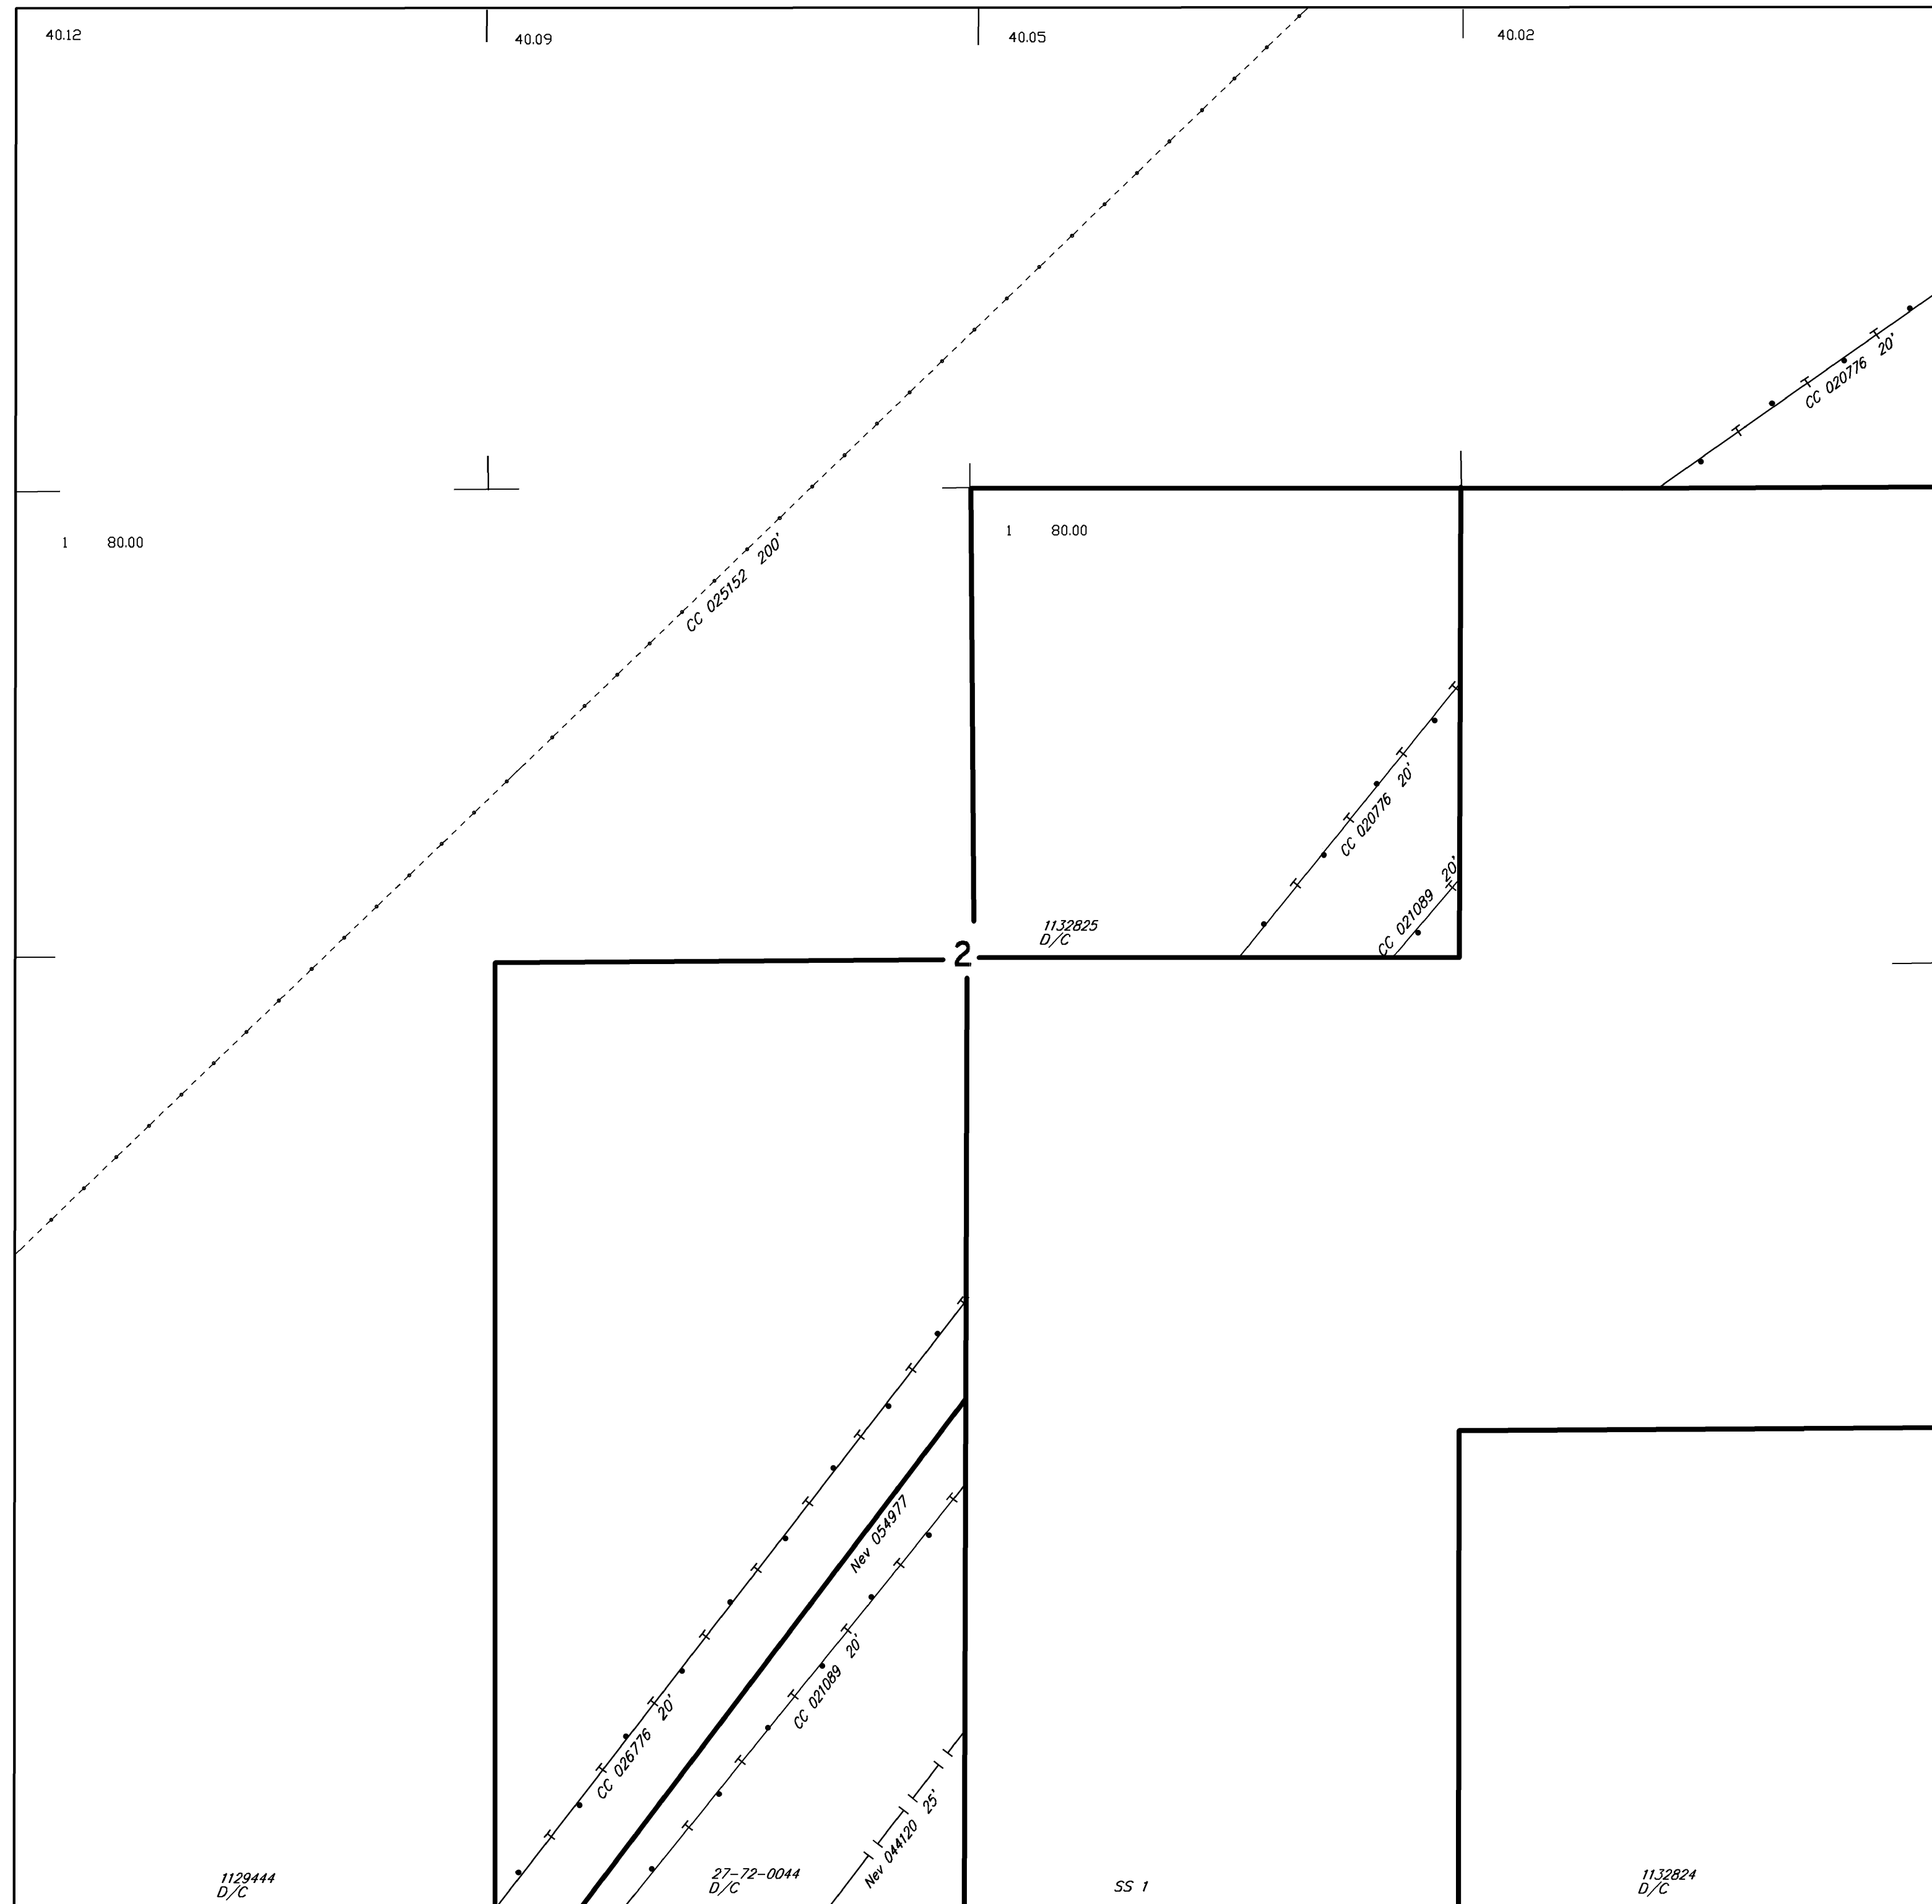 40.12
40.09
40.05
40.02
CC 020776 20'
1 80.00
1 80.00
CC 025152 200'
CC 020776 20'
CC 021089 20'
1132825
D/C
2
Nev 054977
CC 021089 20'
CC 026776 20'
Nev 044120 25'
1129444
D/C
27-72-0044
D/C
SS 1
1132824
D/C